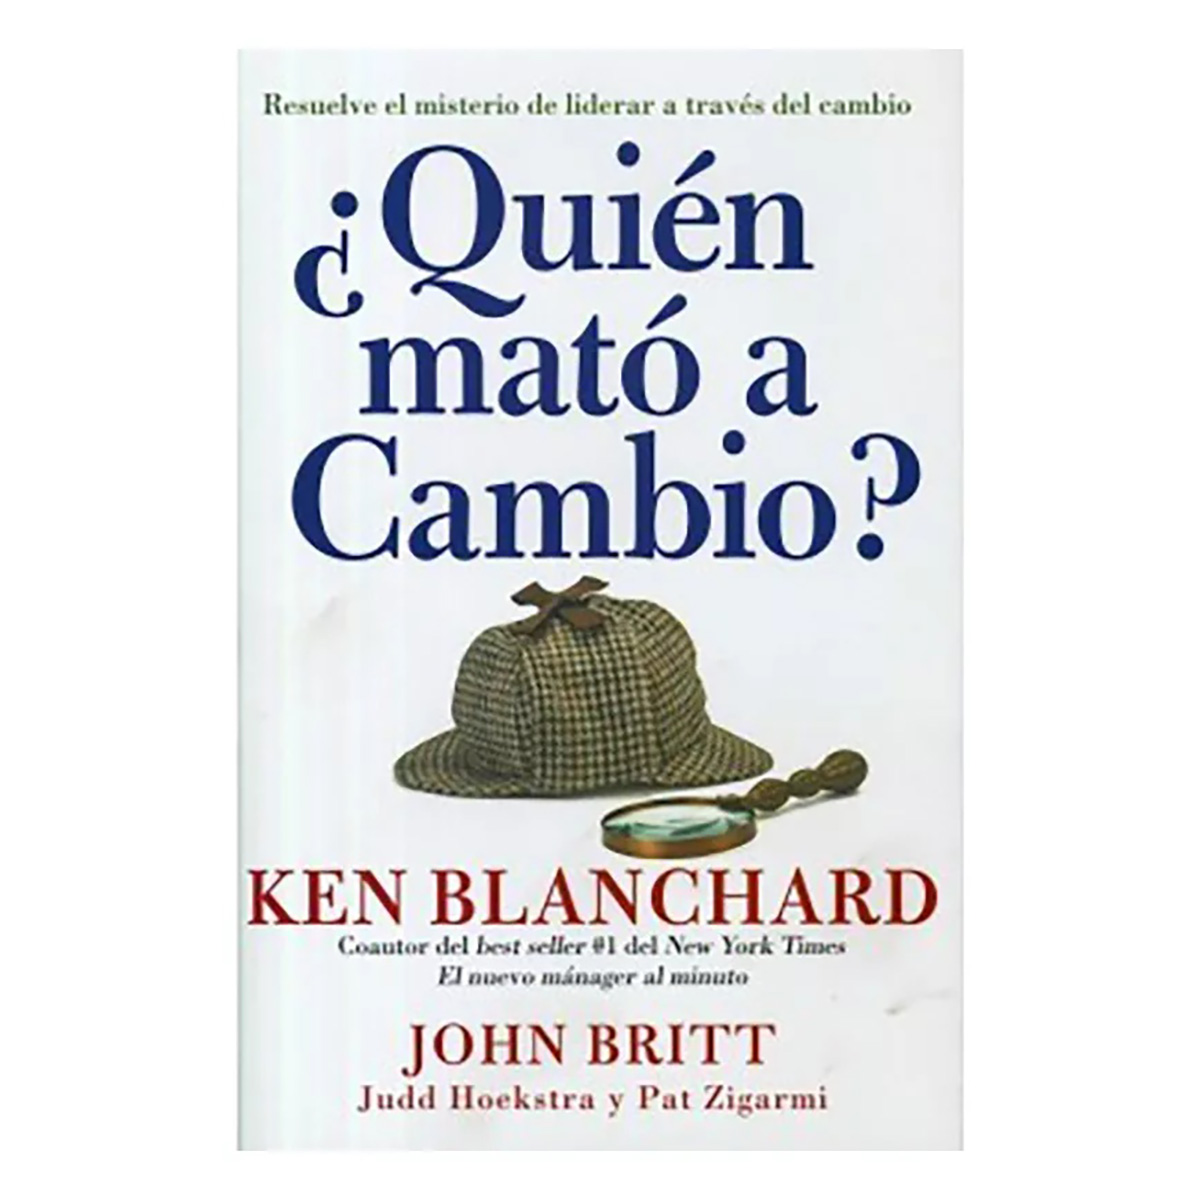 Resuelve el misterio de liderar a través del cambio
¿Quién
mató a
Cambio?
KEN BLANCHARD
Coautor del best seller #1 del New York Times
El nuevo mánager al minuto
JOHN BRITT
Judd Hoekstra y Pat Zigarmi